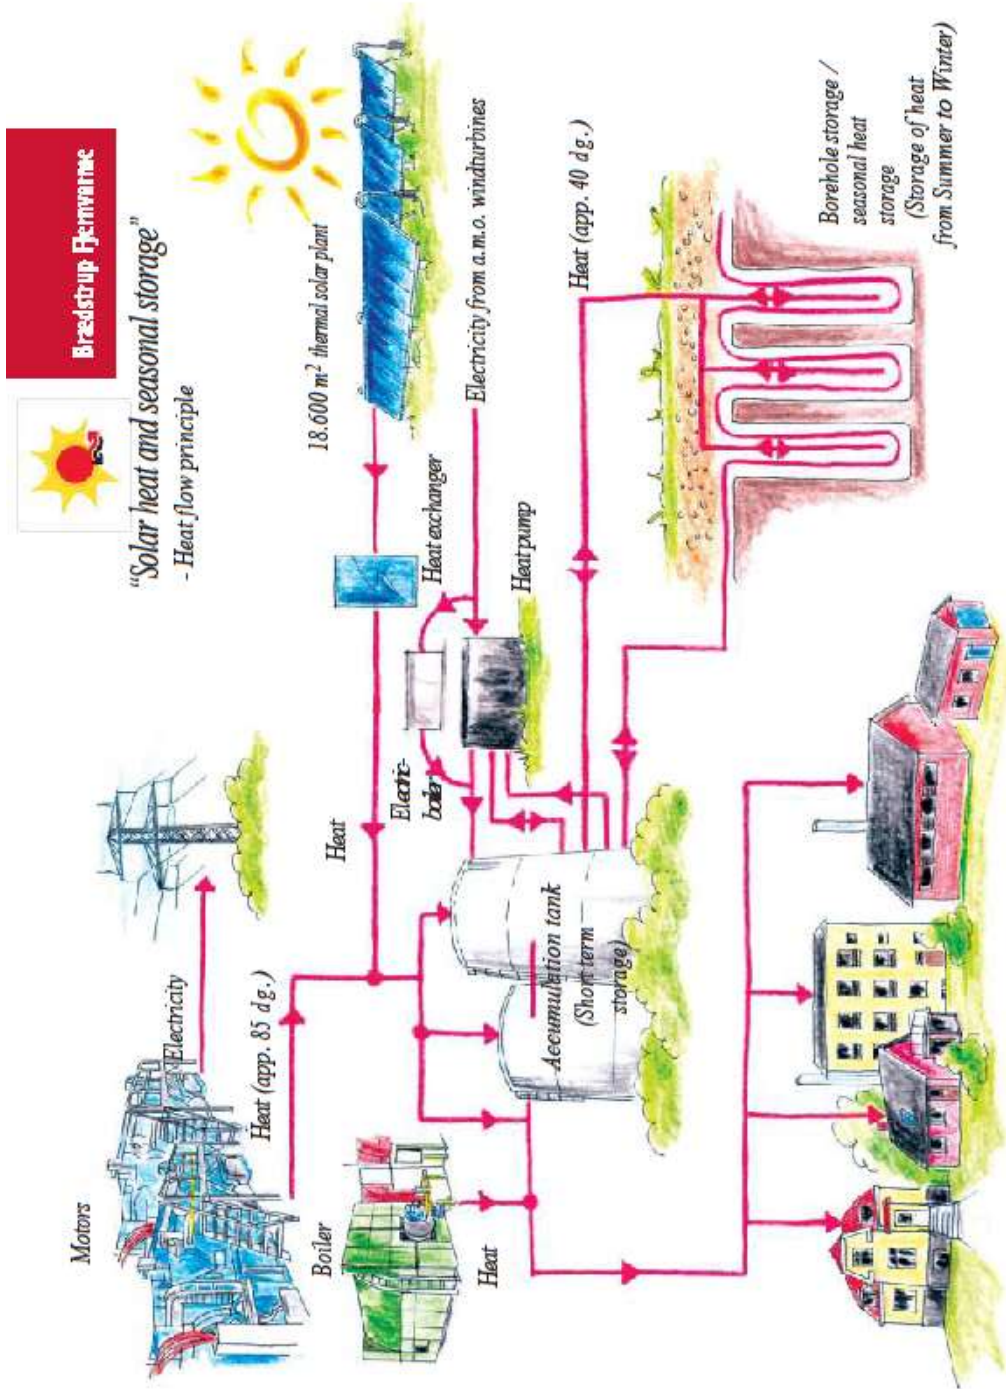 Brædstrup Fjernvarme
"Solar heat and seasonal storage"
- Heat flow principle
Motors
Electricity
Heat (app. 85 dg.)
Boiler
Heat
Heat
18.600 m² thermal solar plant
Heat exchanger
Electric-
boiler
Electricity from a.m.o. windturbines
Heat pump
Accumulation tank
(Short term
storage)
Heat (app. 40 dg.)
Borehole storage /
seasonal heat
storage
(Storage of heat
from Summer to Winter)